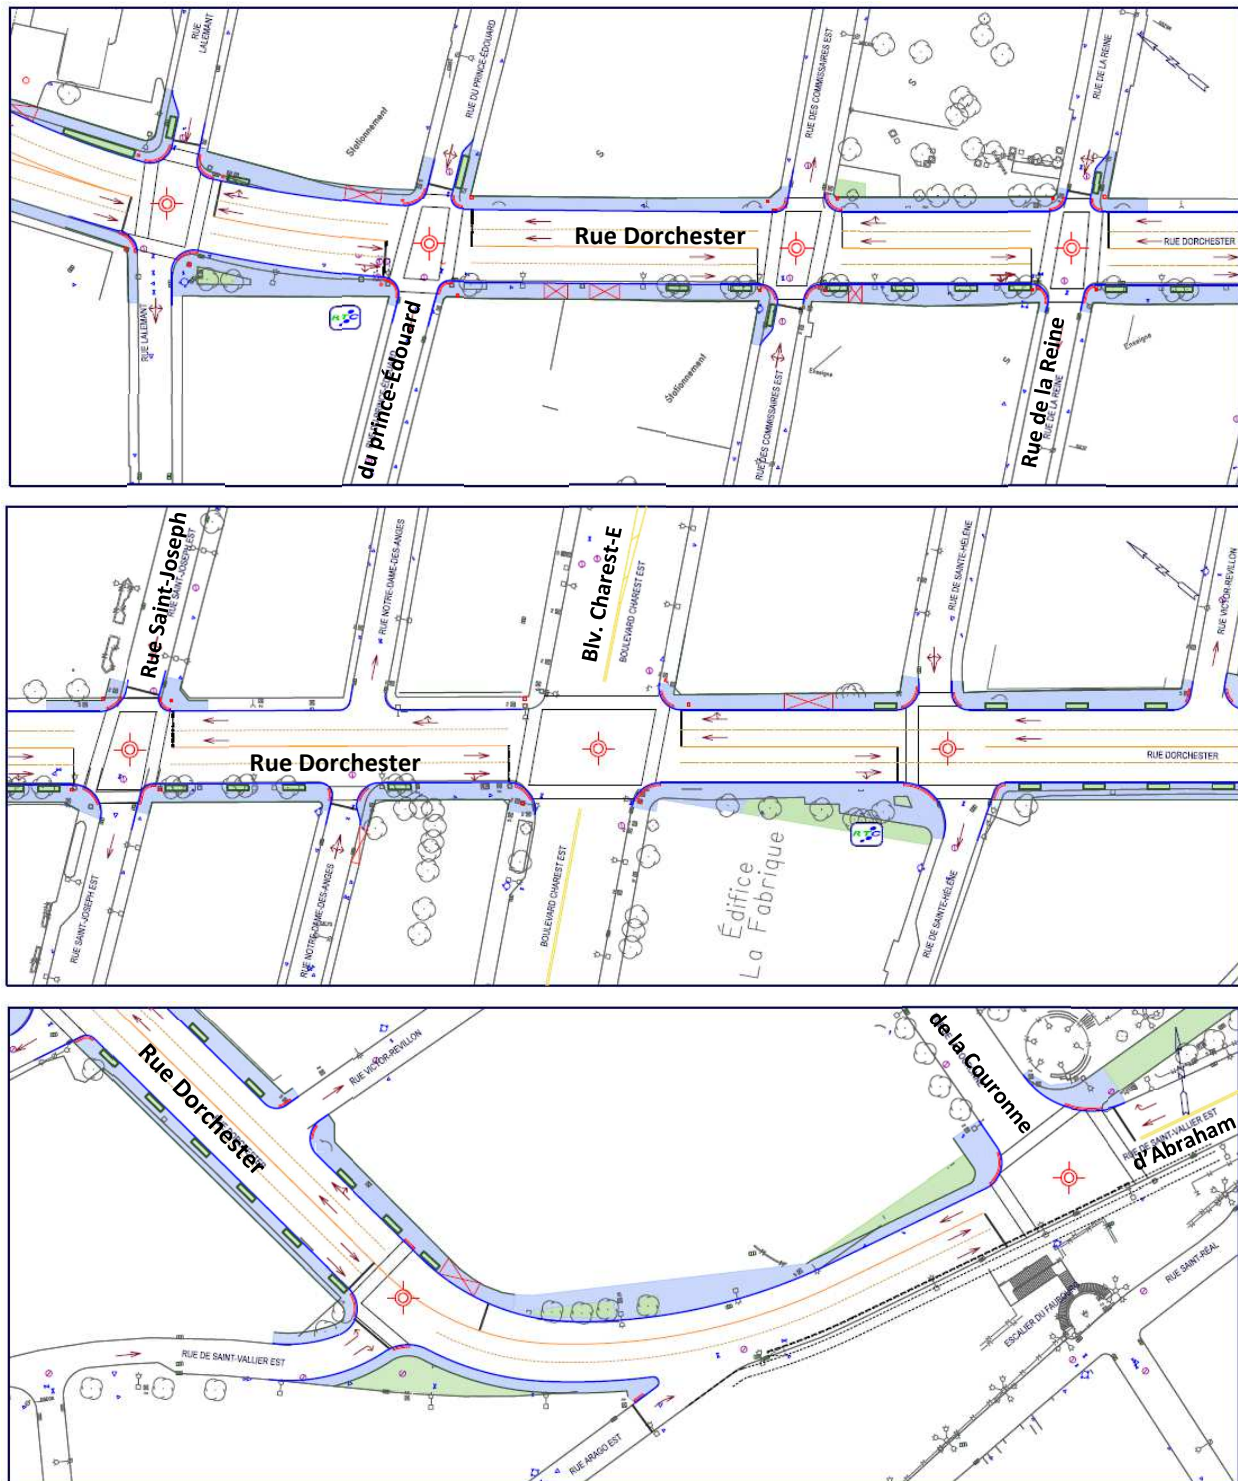 RUE
LALEMANT
RUE DU PRINCE-ÉDOUARD
RUE DES COMMISSAIRES EST
RUE DE LA REINE
Stationnement
S
S
Rue Dorchester
RUE DORCHESTER
RUE LALEMANT
RTC
du prince-Édouard
Stationnement
Enseigne
S
Enseigne
RUE DES COMMISSAIRES EST
Rue de la Reine
RUE DE LA REINE
Rue Saint-Joseph
RUE SAINT-JOSEPH EST
RUE NOTRE-DAME-DES-ANGES
Blv. Charest-E
BOULEVARD CHAREST EST
RUE DE SAINTE-HÉLÈNE
RUE VICTOR-REVILLON
Rue Dorchester
RUE DORCHESTER
RUE SAINT-JOSEPH EST
RUE NOTRE-DAME-DES-ANGES
BOULEVARD CHAREST EST
Édifice
La Fabrique
RTC
RUE DE SAINTE-HÉLÈNE
Rue Dorchester
RUE VICTOR-REVILLON
de la Couronne
RUE DE SAINT-VALLIER EST
d'Abraham
RUE SAINT-RÉAL
ESCALIER DU FAUBOURG
RUE DE SAINT-VALLIER EST
RUE ARAGO EST